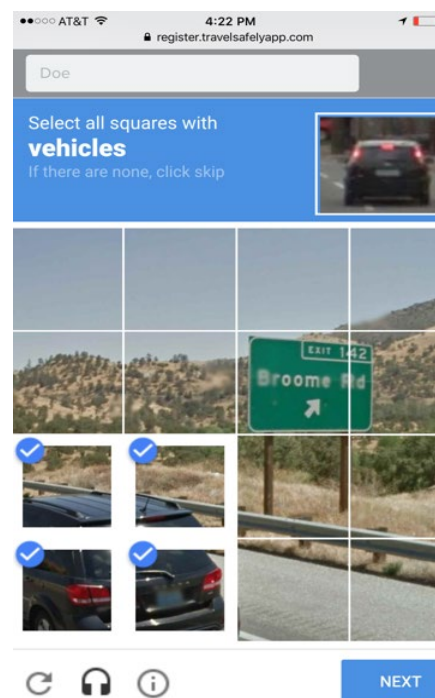 AT&T 4:22 PM
register.travelsafelyapp.com
Doe
Select all squares with
vehicles
If there are none, click skip
EXIT 142
Broome Rd
NEXT